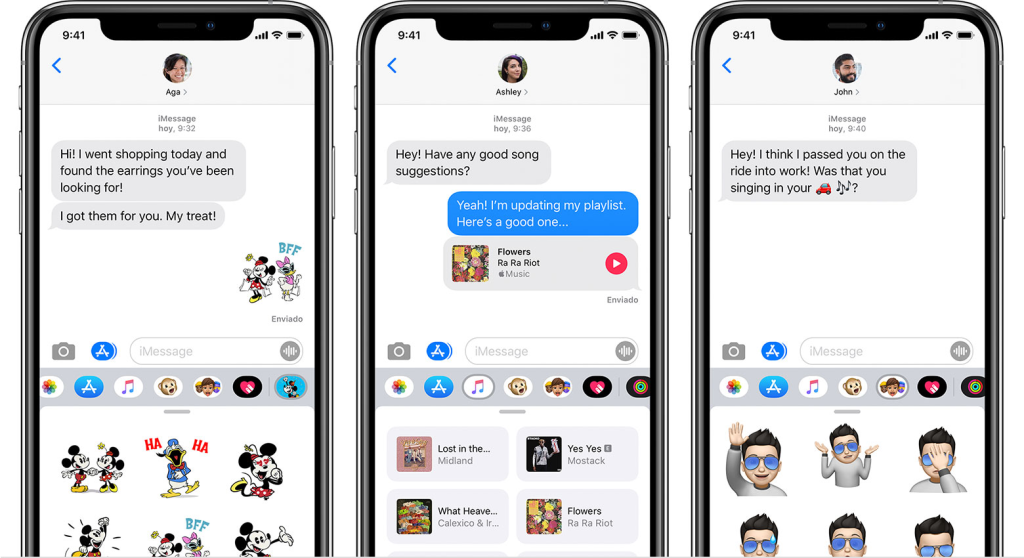 9:41
Aga
iMessage
hoy, 9:32
Hi! I went shopping today and
found the earrings you’ve been
looking for!
I got them for you. My treat!
BFF
Enviado
iMessage
HA
HA
BFF
9:41
Ashley
iMessage
hoy, 9:36
Hey! Have any good song
suggestions?
Yeah! I’m updating my playlist.
Here’s a good one...
Flowers
Ra Ra Riot
Music
Enviado
iMessage
Lost in the...
Midland
Yes Yes E
Mostack
What Heave...
Calexico & Ir...
Flowers
Ra Ra Riot
9:41
John
iMessage
hoy, 9:40
Hey! I think I passed you on the
ride into work! Was that you
singing in your 🚗 🎶?
iMessage